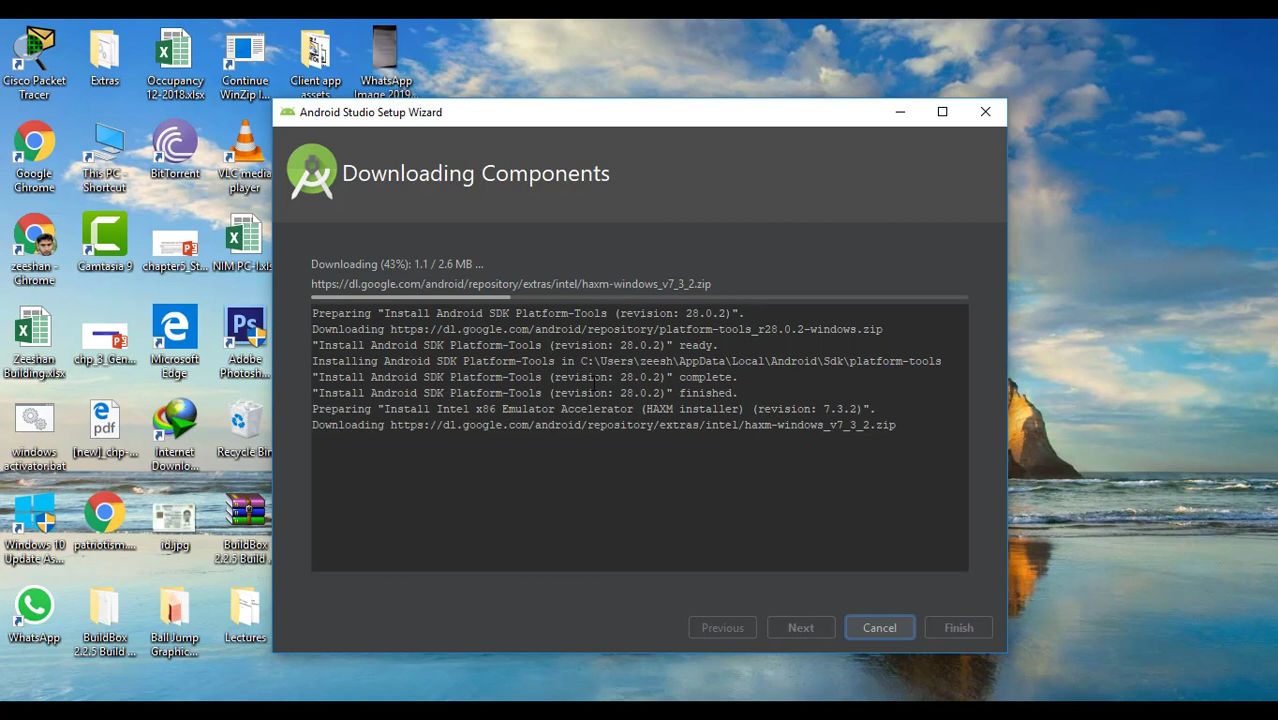 Cisco Packet
Tracer
Extras
Occupancy
12-2018.xlsx
Continue
WinZip I...
Client app
assets
WhatsApp
Image 2019...
Google
Chrome
This PC -
Shortcut
BitTorrent
VLC media
player
zeeshan -
Chrome
Camtasia 9
chapter5_St...
NIM PC-I.xls
Zeeshan
Building.xlsx
chp_3_Gen...
Microsoft
Edge
Adobe
Photosh...
windows
activator.bat
pdf
[new]_chp-...
Internet
Downlo...
Recycle Bin
Windows 10
Update As...
patriotism....
id.jpg
BuildBox
2.2.5 Build ...
WhatsApp
BuildBox
2.2.5 Build ...
Ball Jump
Graphic...
Lectures
Android Studio Setup Wizard
Downloading Components
Downloading (43%): 1.1 / 2.6 MB ...
https://dl.google.com/android/repository/extras/intel/haxm-windows_v7_3_2.zip
Preparing "Install Android SDK Platform-Tools (revision: 28.0.2)".
Downloading https://dl.google.com/android/repository/platform-tools_r28.0.2-windows.zip
"Install Android SDK Platform-Tools (revision: 28.0.2)" ready.
Installing Android SDK Platform-Tools in C:\Users\zeesh\AppData\Local\Android\Sdk\platform-tools
"Install Android SDK Platform-Tools (revision: 28.0.2)" complete.
"Install Android SDK Platform-Tools (revision: 28.0.2)" finished.
Preparing "Install Intel x86 Emulator Accelerator (HAXM installer) (revision: 7.3.2)".
Downloading https://dl.google.com/android/repository/extras/intel/haxm-windows_v7_3_2.zip
Previous
Next
Cancel
Finish